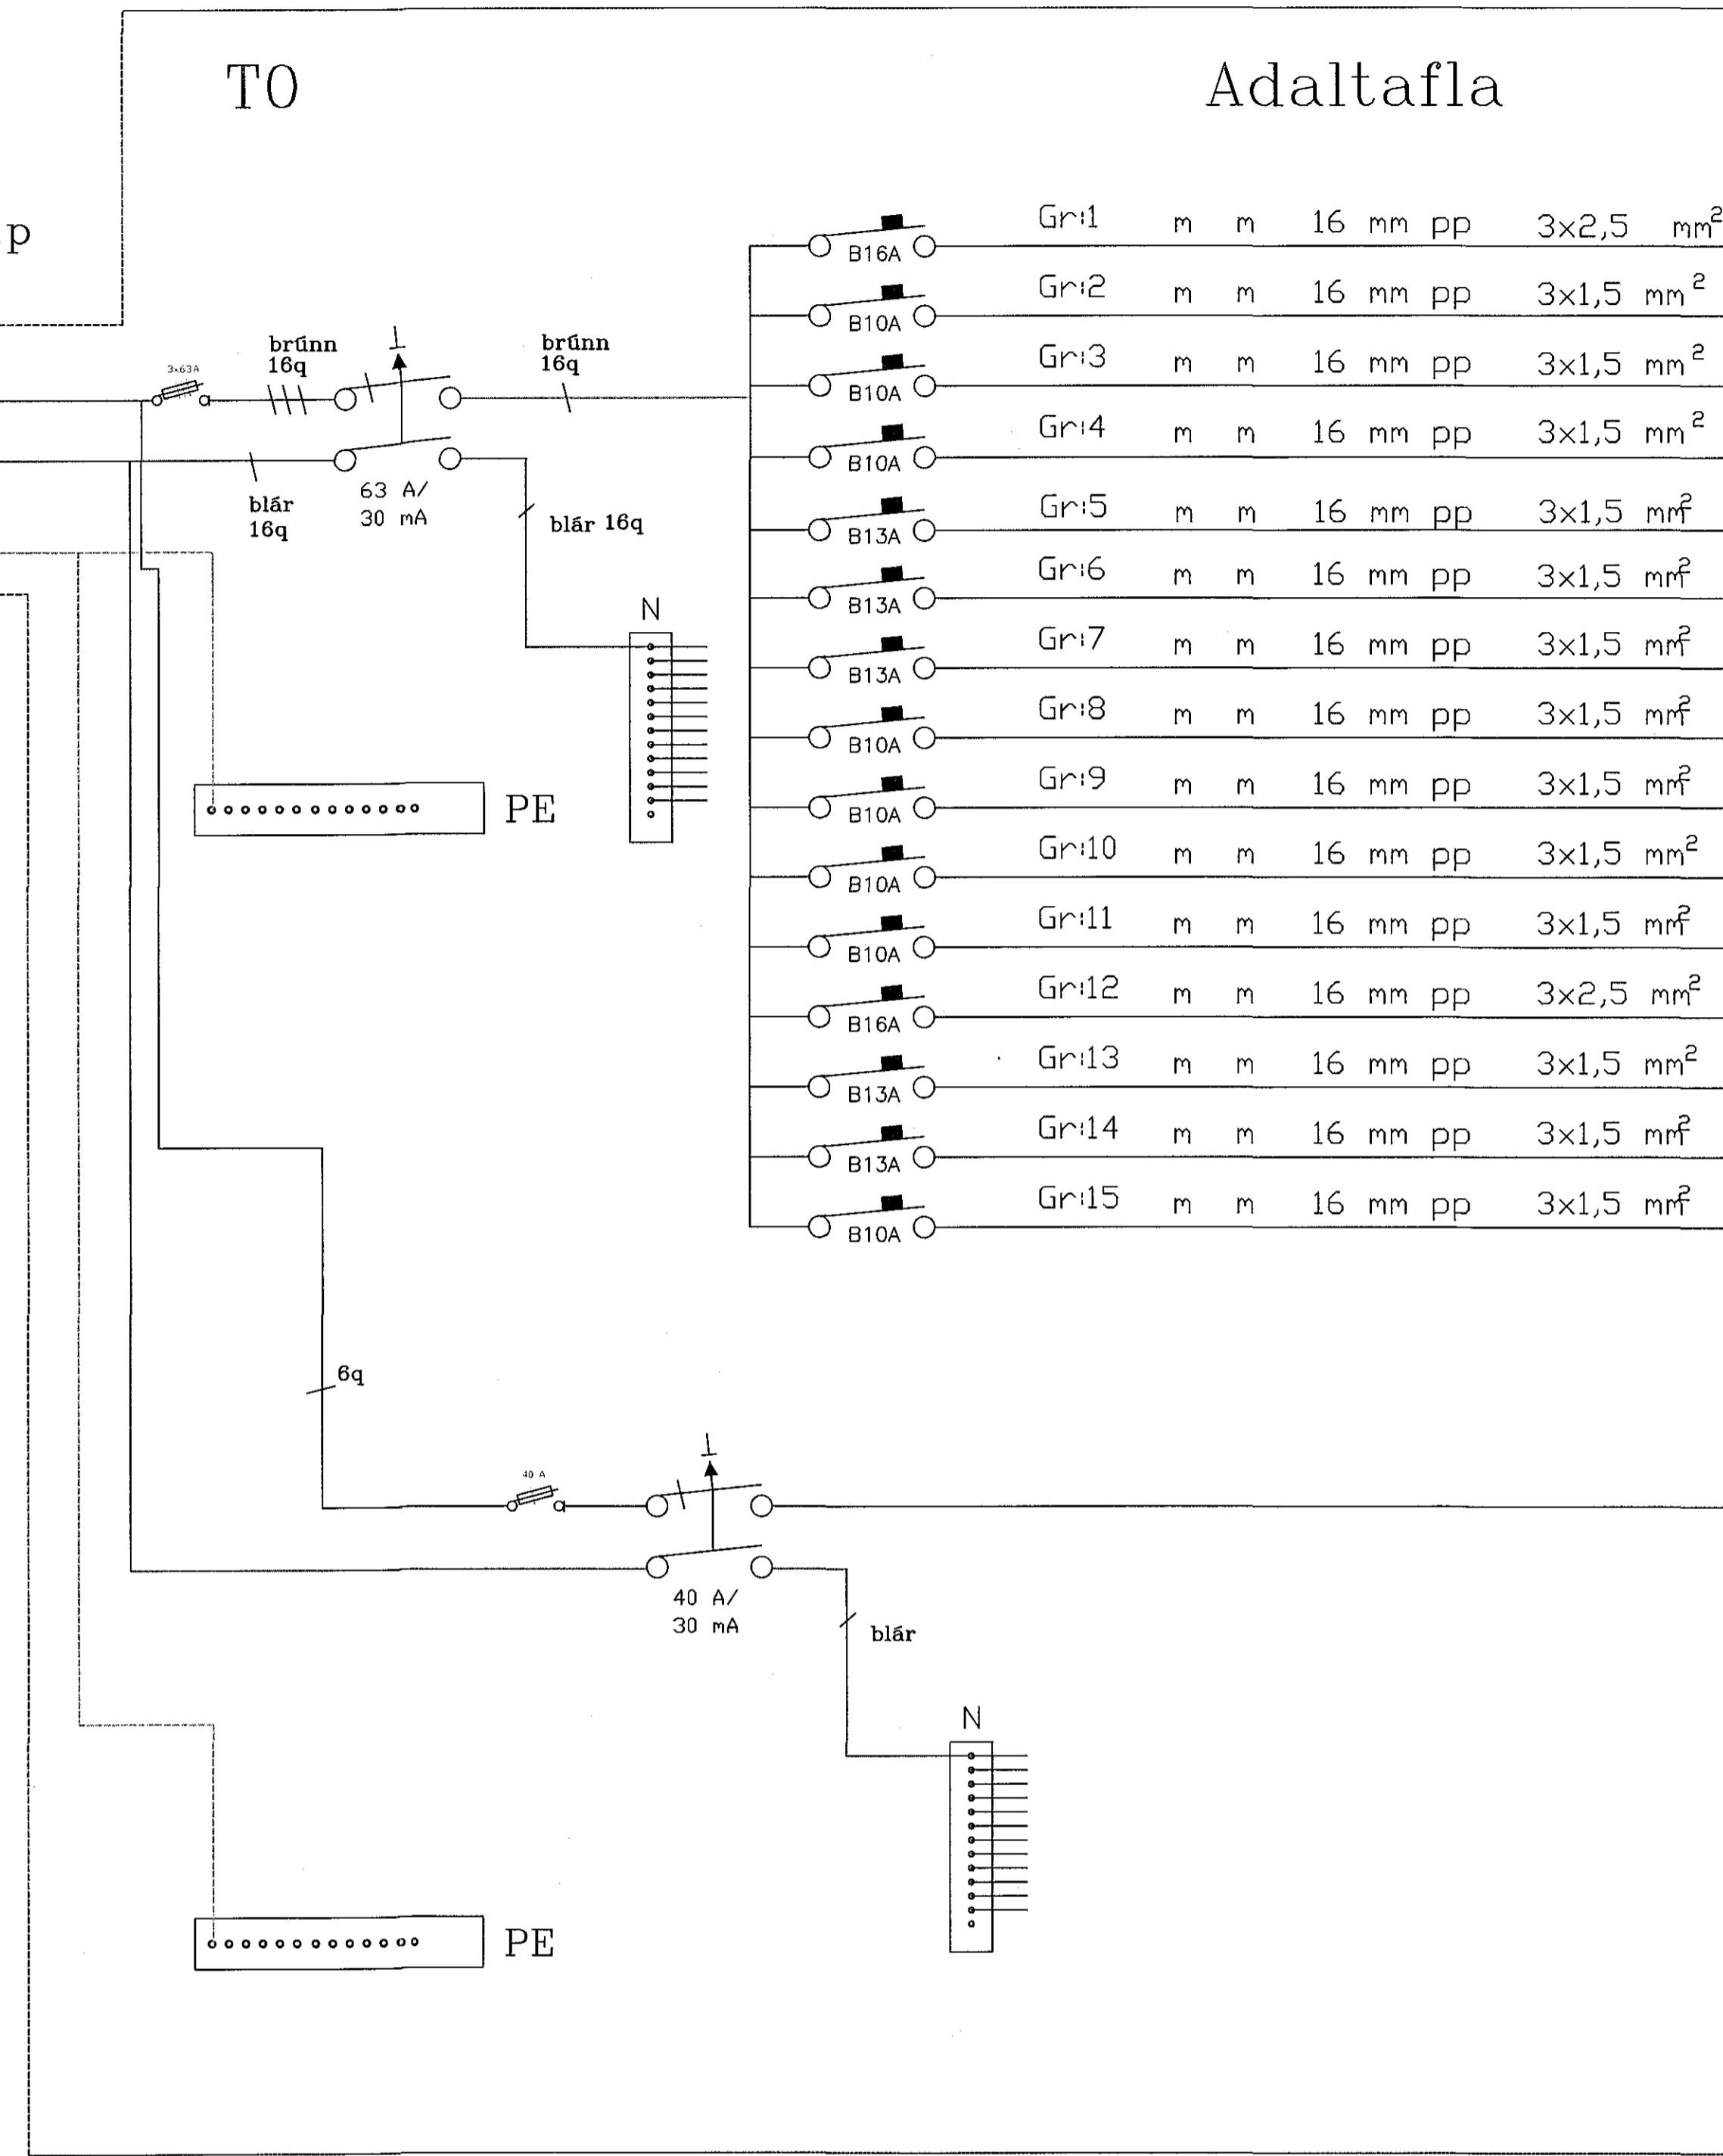 T0
Adaltafla
p
Gr:1 m m 16 mm pp 3x2,5 mm²
B16A
Gr:2 m m 16 mm pp 3x1,5 mm²
B10A
Gr:3 m m 16 mm pp 3x1,5 mm²
B10A
Gr:4 m m 16 mm pp 3x1,5 mm²
B10A
Gr:5 m m 16 mm pp 3x1,5 mm²
B13A
Gr:6 m m 16 mm pp 3x1,5 mm²
B13A
Gr:7 m m 16 mm pp 3x1,5 mm²
B13A
Gr:8 m m 16 mm pp 3x1,5 mm²
B10A
Gr:9 m m 16 mm pp 3x1,5 mm²
B10A
Gr:10 m m 16 mm pp 3x1,5 mm²
B10A
Gr:11 m m 16 mm pp 3x1,5 mm²
B10A
Gr:12 m m 16 mm pp 3x2,5 mm²
B16A
Gr:13 m m 16 mm pp 3x1,5 mm²
B13A
Gr:14 m m 16 mm pp 3x1,5 mm²
B13A
Gr:15 m m 16 mm pp 3x1,5 mm²
B10A
3x63A
brúnn
16q
brúnn
16q
blár
16q
63 A/
30 mA
blár 16q
N
PE
6q
40 A
40 A/
30 mA
blár
N
PE